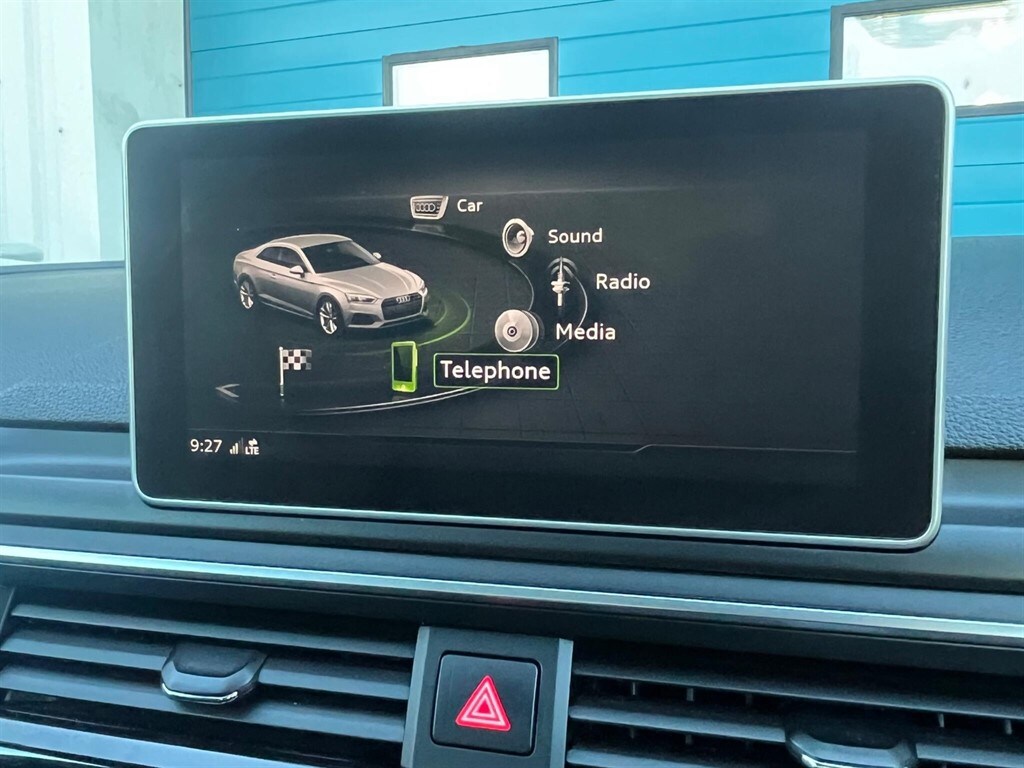 Car
Sound
Radio
Media
Telephone
9:27 LTE